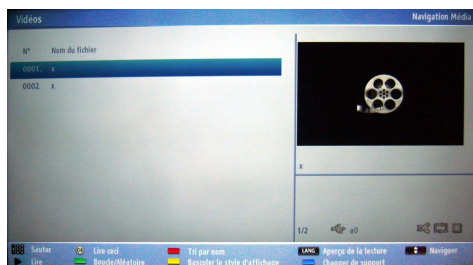 Vidéos
Navigation Média
N° Nom du fichier
0001. x
0002. x
x
1/2 a0
Sauter OK Lire ceci Tri par nom LANG Aperçu de la lecture Naviguer
Lire Boucle/Aléatoire Basculer le style d'affichage Changer de support